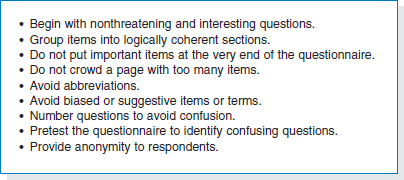 • Begin with nonthreatening and interesting questions.
• Group items into logically coherent sections.
• Do not put important items at the very end of the questionnaire.
• Do not crowd a page with too many items.
• Avoid abbreviations.
• Avoid biased or suggestive items or terms.
• Number questions to avoid confusion.
• Pretest the questionnaire to identify confusing questions.
• Provide anonymity to respondents.